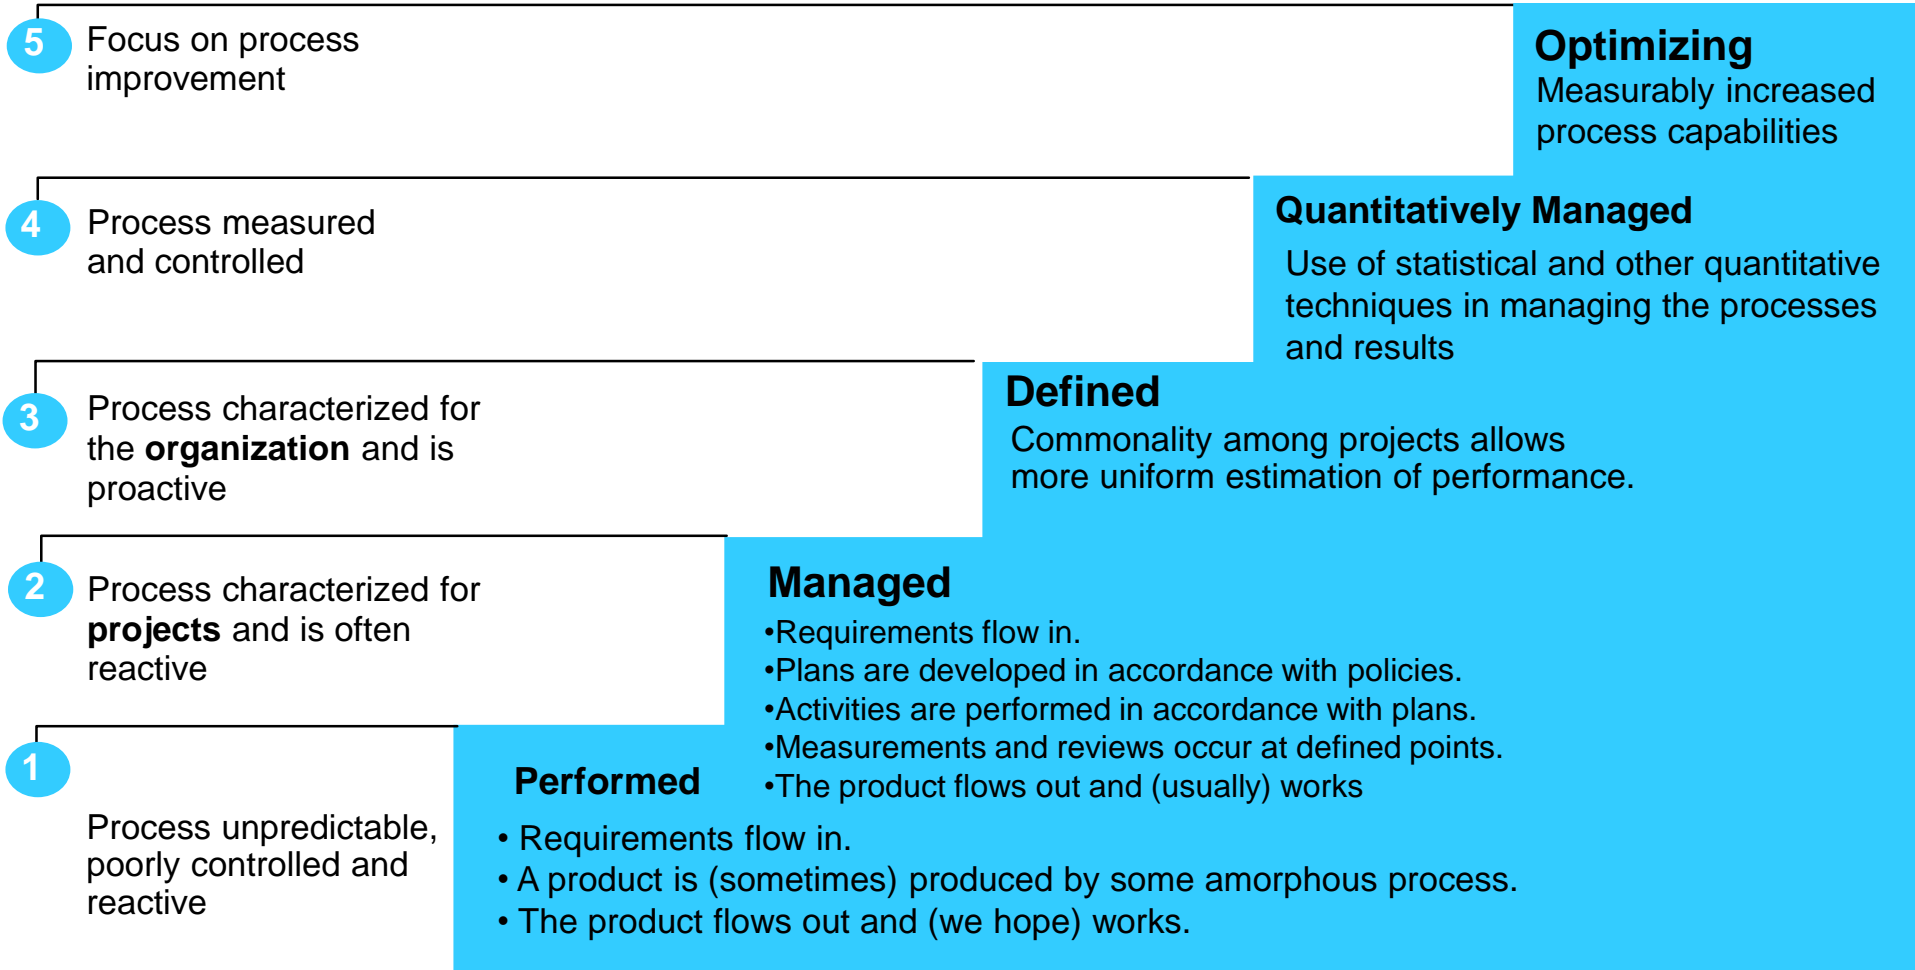 5
Focus on process
improvement
Optimizing
Measurably increased
process capabilities
4
Process measured
and controlled
Quantitatively Managed
Use of statistical and other quantitative
techniques in managing the processes
and results
3
Process characterized for
the organization and is
proactive
Defined
Commonality among projects allows
more uniform estimation of performance.
2
Process characterized for
projects and is often
reactive
Managed
•Requirements flow in.
•Plans are developed in accordance with policies.
•Activities are performed in accordance with plans.
•Measurements and reviews occur at defined points.
•The product flows out and (usually) works
1
Process unpredictable,
poorly controlled and
reactive
Performed
• Requirements flow in.
• A product is (sometimes) produced by some amorphous process.
• The product flows out and (we hope) works.